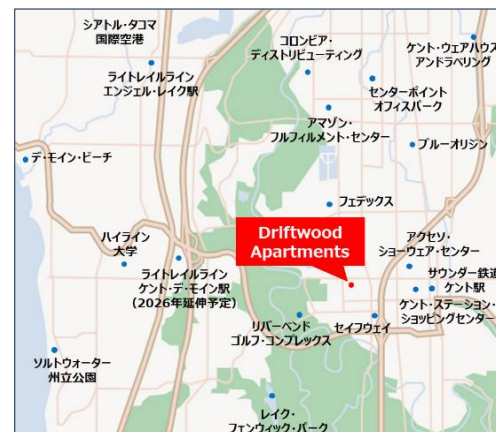 シアトル・タコマ
国際空港
コロンビア・
ディストリビューティング
ケント・ウェアハウス
アンドラベリング
ライトレイルライン
エンジェル・レイク駅
センターポイント
オフィスパーク
アマゾン・
フルフィルメント・センター
ブルーオリジン
デ・モイン・ビーチ
フェデックス
Driftwood
Apartments
ハイライン
大学
アクセソ・
ショーウェア・センター
ライトレイルライン
ケント・デ・モイン駅
(2026年延伸予定)
サウンダー鉄道
ケント駅
ケント・ステーション・
ショッピングセンター
リバーベンド
ゴルフ・コンプレックス
セイフウェイ
ソルトウォーター
州立公園
レイク・
フェンウィック・パーク